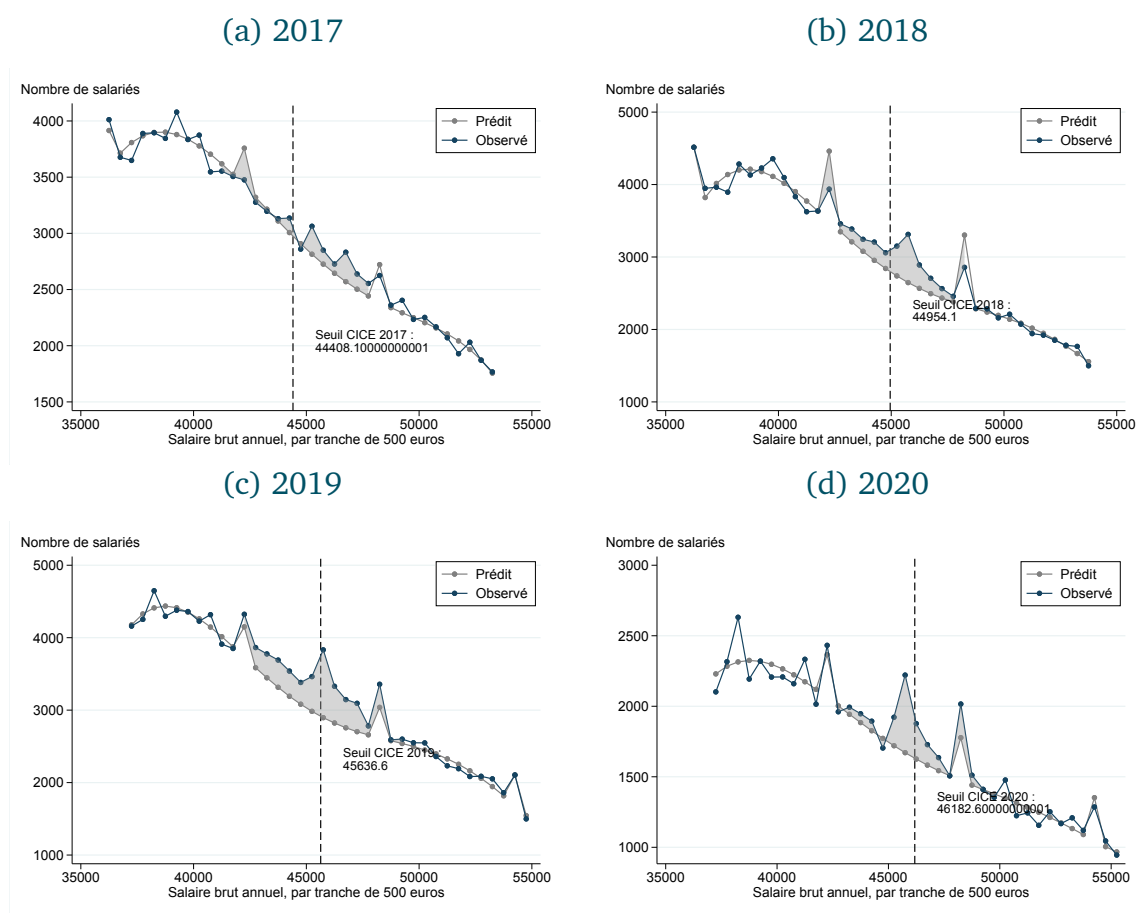 (a) 2017
Nombre de salariés
4000
3500
3000
2500
2000
1500
Prédit
Observé
Seuil CICE 2017 :
44408.10000000001
35000 40000 45000 50000 55000
Salaire brut annuel, par tranche de 500 euros
(b) 2018
Nombre de salariés
5000
4000
3000
2000
1000
Prédit
Observé
Seuil CICE 2018 :
44954.1
35000 40000 45000 50000 55000
Salaire brut annuel, par tranche de 500 euros
(c) 2019
Nombre de salariés
5000
4000
3000
2000
1000
Prédit
Observé
Seuil CICE 2019 :
45636.6
35000 40000 45000 50000 55000
Salaire brut annuel, par tranche de 500 euros
(d) 2020
Nombre de salariés
3000
2500
2000
1500
1000
Prédit
Observé
Seuil CICE 2020 :
46182.60000000001
35000 40000 45000 50000 55000
Salaire brut annuel, par tranche de 500 euros